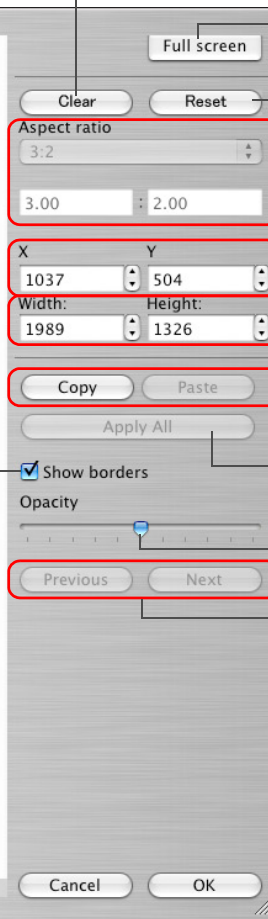 Full screen
Clear Reset
Aspect ratio
3:2
3.00 : 2.00
X Y
1037 504
Width: Height:
1989 1326
Copy Paste
Apply All
Show borders
Opacity
Previous Next
Cancel OK